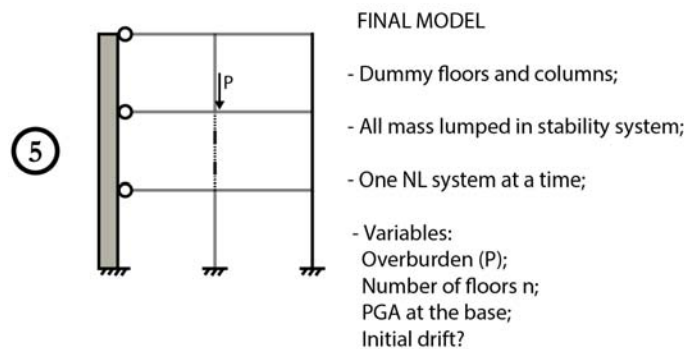 FINAL MODEL
P
- Dummy floors and columns;
- All mass lumped in stability system;
5
- One NL system at a time;
- Variables:
Overburden (P);
Number of floors n;
PGA at the base;
Initial drift?